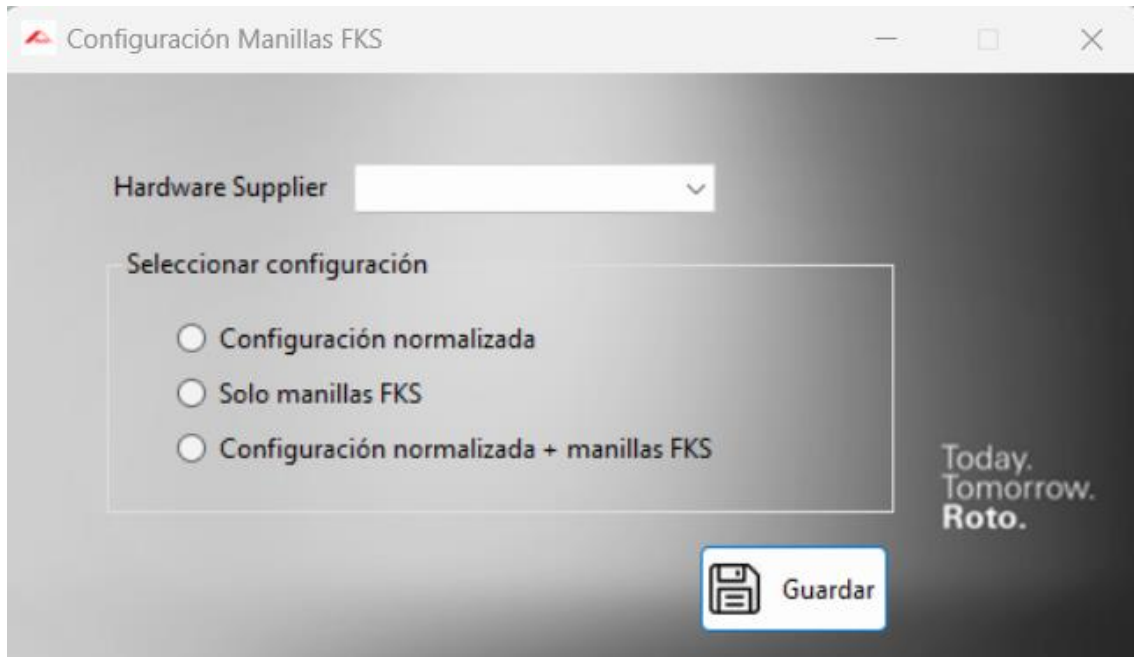 Configuración Manillas FKS
Hardware Supplier
Seleccionar configuración
Configuración normalizada
Solo manillas FKS
Configuración normalizada + manillas FKS
Today.
Tomorrow.
Roto.
Guardar